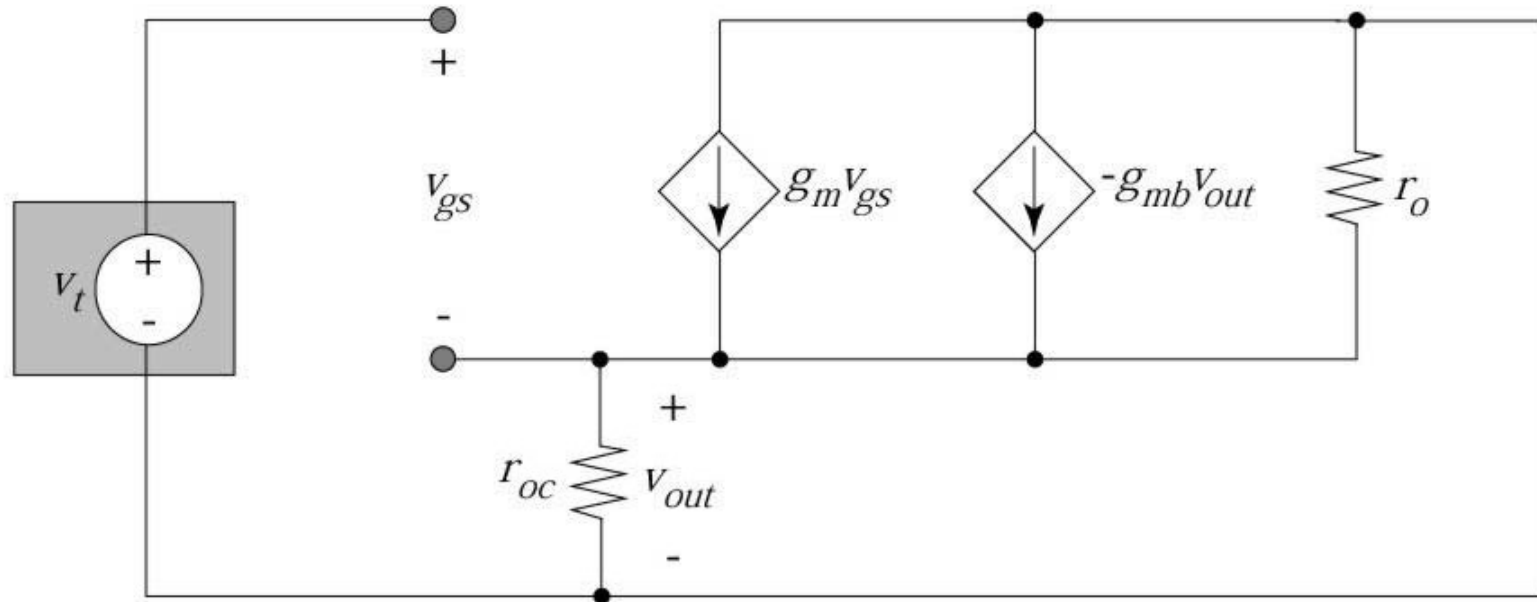 +
v_gs
-
g_m v_gs
-g_mb v_out
r_o
v_t
+
-
+
r_oc
v_out
-